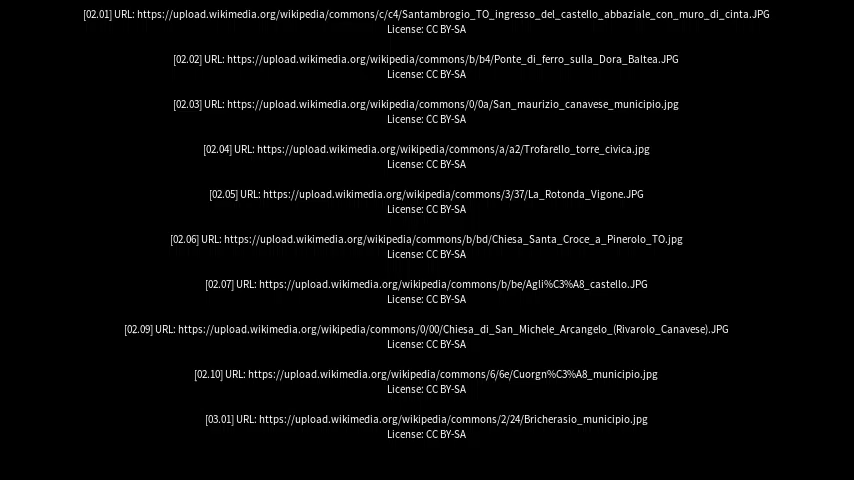 [02.01] URL: https://upload.wikimedia.org/wikipedia/commons/c/c4/Santambrogio_TO_ingresso_del_castello_abbaziale_con_muro_di_cinta.JPG
License: CC BY-SA
[02.02] URL: https://upload.wikimedia.org/wikipedia/commons/b/b4/Ponte_di_ferro_sulla_Dora_Baltea.JPG
License: CC BY-SA
[02.03] URL: https://upload.wikimedia.org/wikipedia/commons/0/0a/San_maurizio_canavese_municipio.jpg
License: CC BY-SA
[02.04] URL: https://upload.wikimedia.org/wikipedia/commons/a/a2/Trofarello_torre_civica.jpg
License: CC BY-SA
[02.05] URL: https://upload.wikimedia.org/wikipedia/commons/3/37/La_Rotonda_Vigone.JPG
License: CC BY-SA
[02.06] URL: https://upload.wikimedia.org/wikipedia/commons/b/bd/Chiesa_Santa_Croce_a_Pinerolo_TO.jpg
License: CC BY-SA
[02.07] URL: https://upload.wikimedia.org/wikipedia/commons/b/be/Agli%C3%A8_castello.JPG
License: CC BY-SA
[02.09] URL: https://upload.wikimedia.org/wikipedia/commons/0/00/Chiesa_di_San_Michele_Arcangelo_(Rivarolo_Canavese).JPG
License: CC BY-SA
[02.10] URL: https://upload.wikimedia.org/wikipedia/commons/6/6e/Cuorgn%C3%A8_municipio.jpg
License: CC BY-SA
[03.01] URL: https://upload.wikimedia.org/wikipedia/commons/2/24/Bricherasio_municipio.jpg
License: CC BY-SA